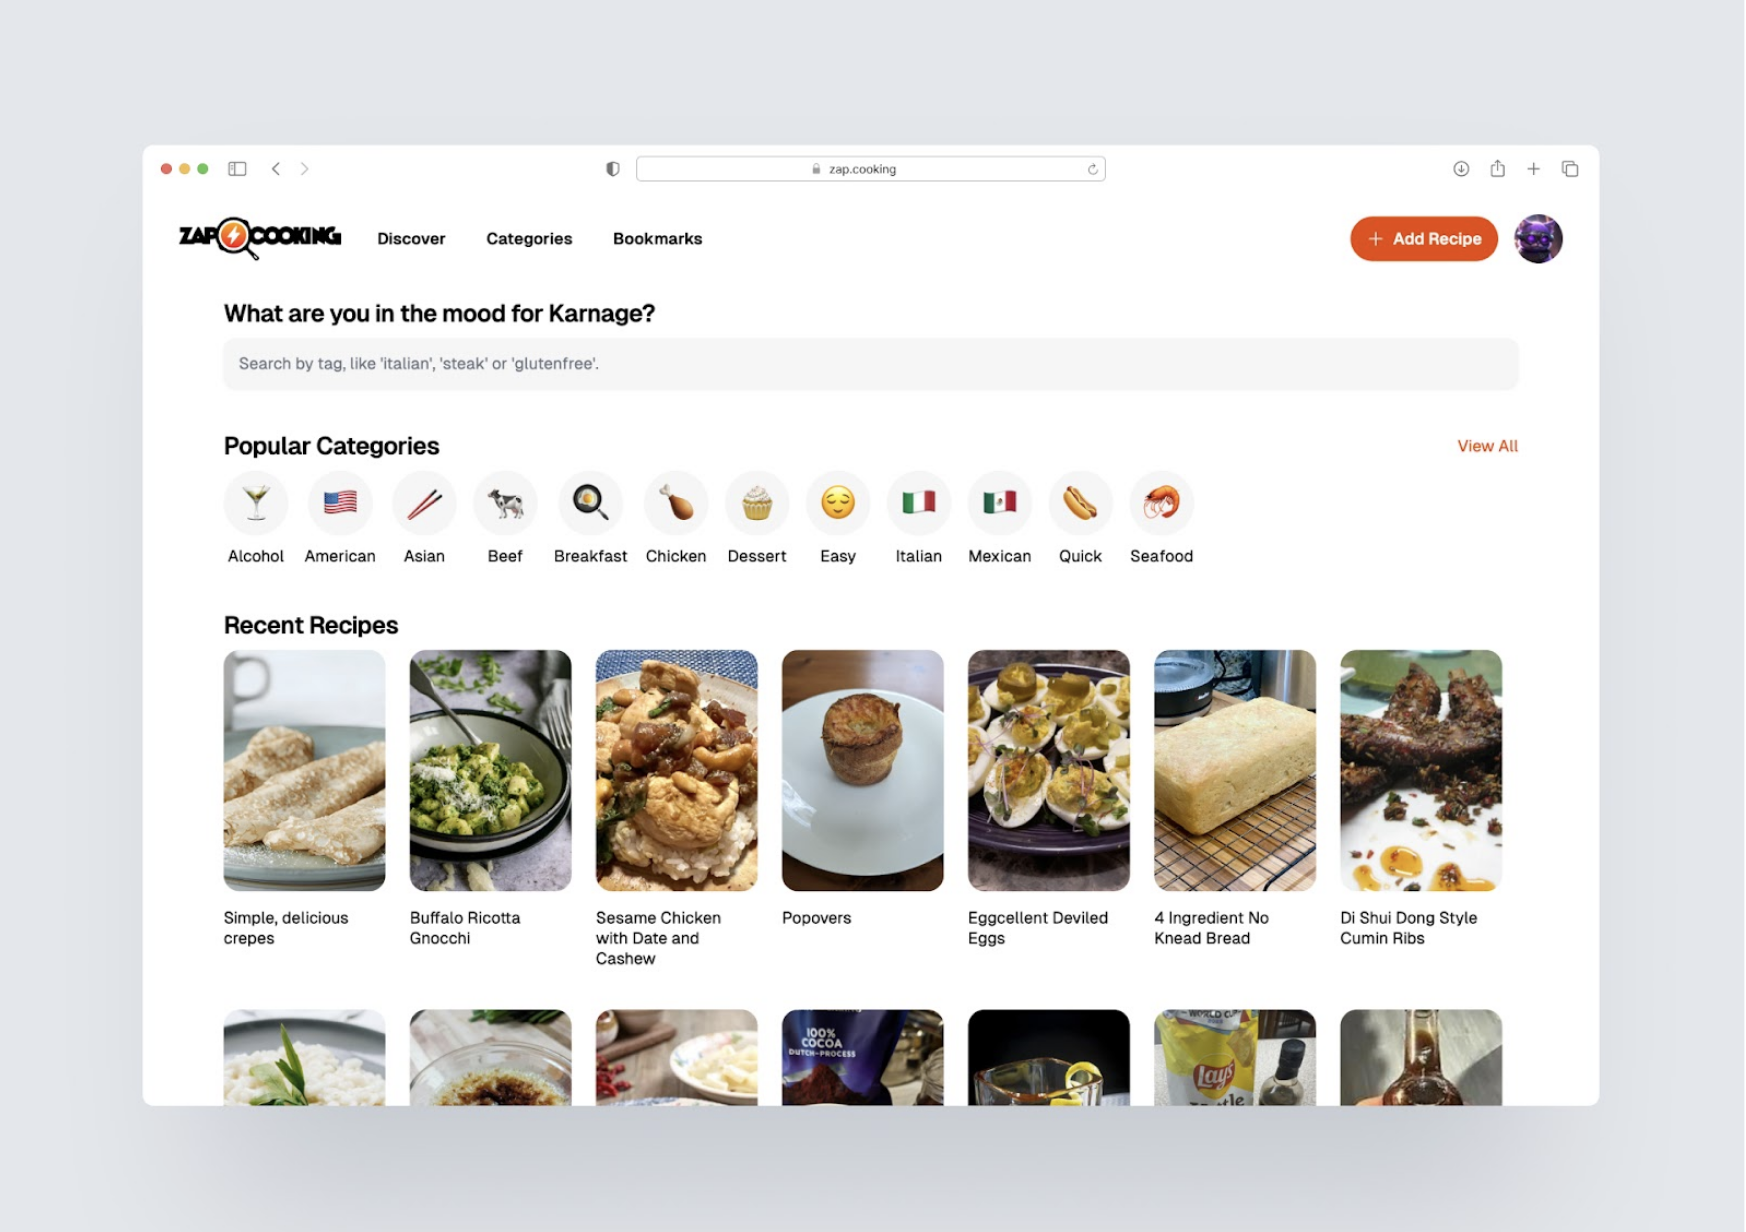 zap.cooking
ZAP COOKING
Discover
Categories
Bookmarks
+ Add Recipe
What are you in the mood for Karnage?
Search by tag, like 'italian', 'steak' or 'glutenfree'.
Popular Categories
View All
Alcohol
American
Asian
Beef
Breakfast
Chicken
Dessert
Easy
Italian
Mexican
Quick
Seafood
Recent Recipes
Simple, delicious
crepes
Buffalo Ricotta
Gnocchi
Sesame Chicken
with Date and
Cashew
Popovers
Eggcellent Deviled
Eggs
4 Ingredient No
Knead Bread
Di Shui Dong Style
Cumin Ribs
100%
COCOA
DUTCH-PROCESS
WORLD CUP
Lay's